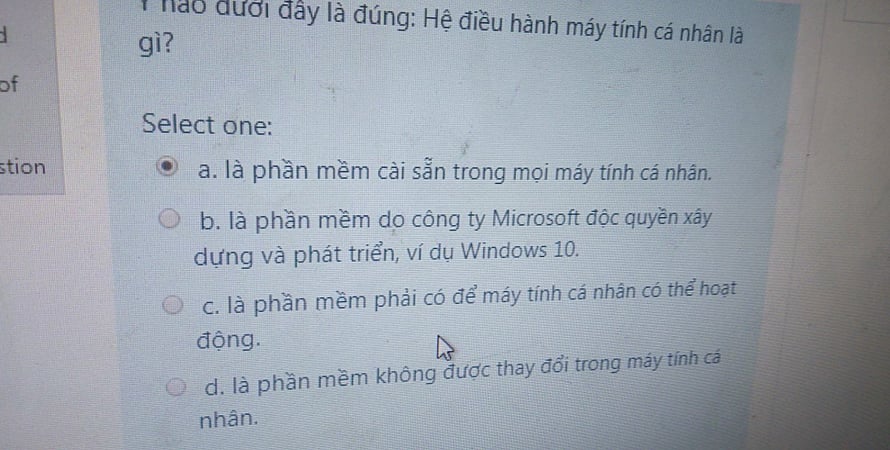 nào dưới đây là đúng: Hệ điều hành máy tính cá nhân là
gì?
of
Select one:
stion
a. là phần mềm cài sẵn trong mọi máy tính cá nhân.
b. là phần mềm do công ty Microsoft độc quyền xây
dựng và phát triển, ví dụ Windows 10.
c. là phần mềm phải có để máy tính cá nhân có thể hoạt
động.
d. là phần mềm không được thay đổi trong máy tính cá
nhân.